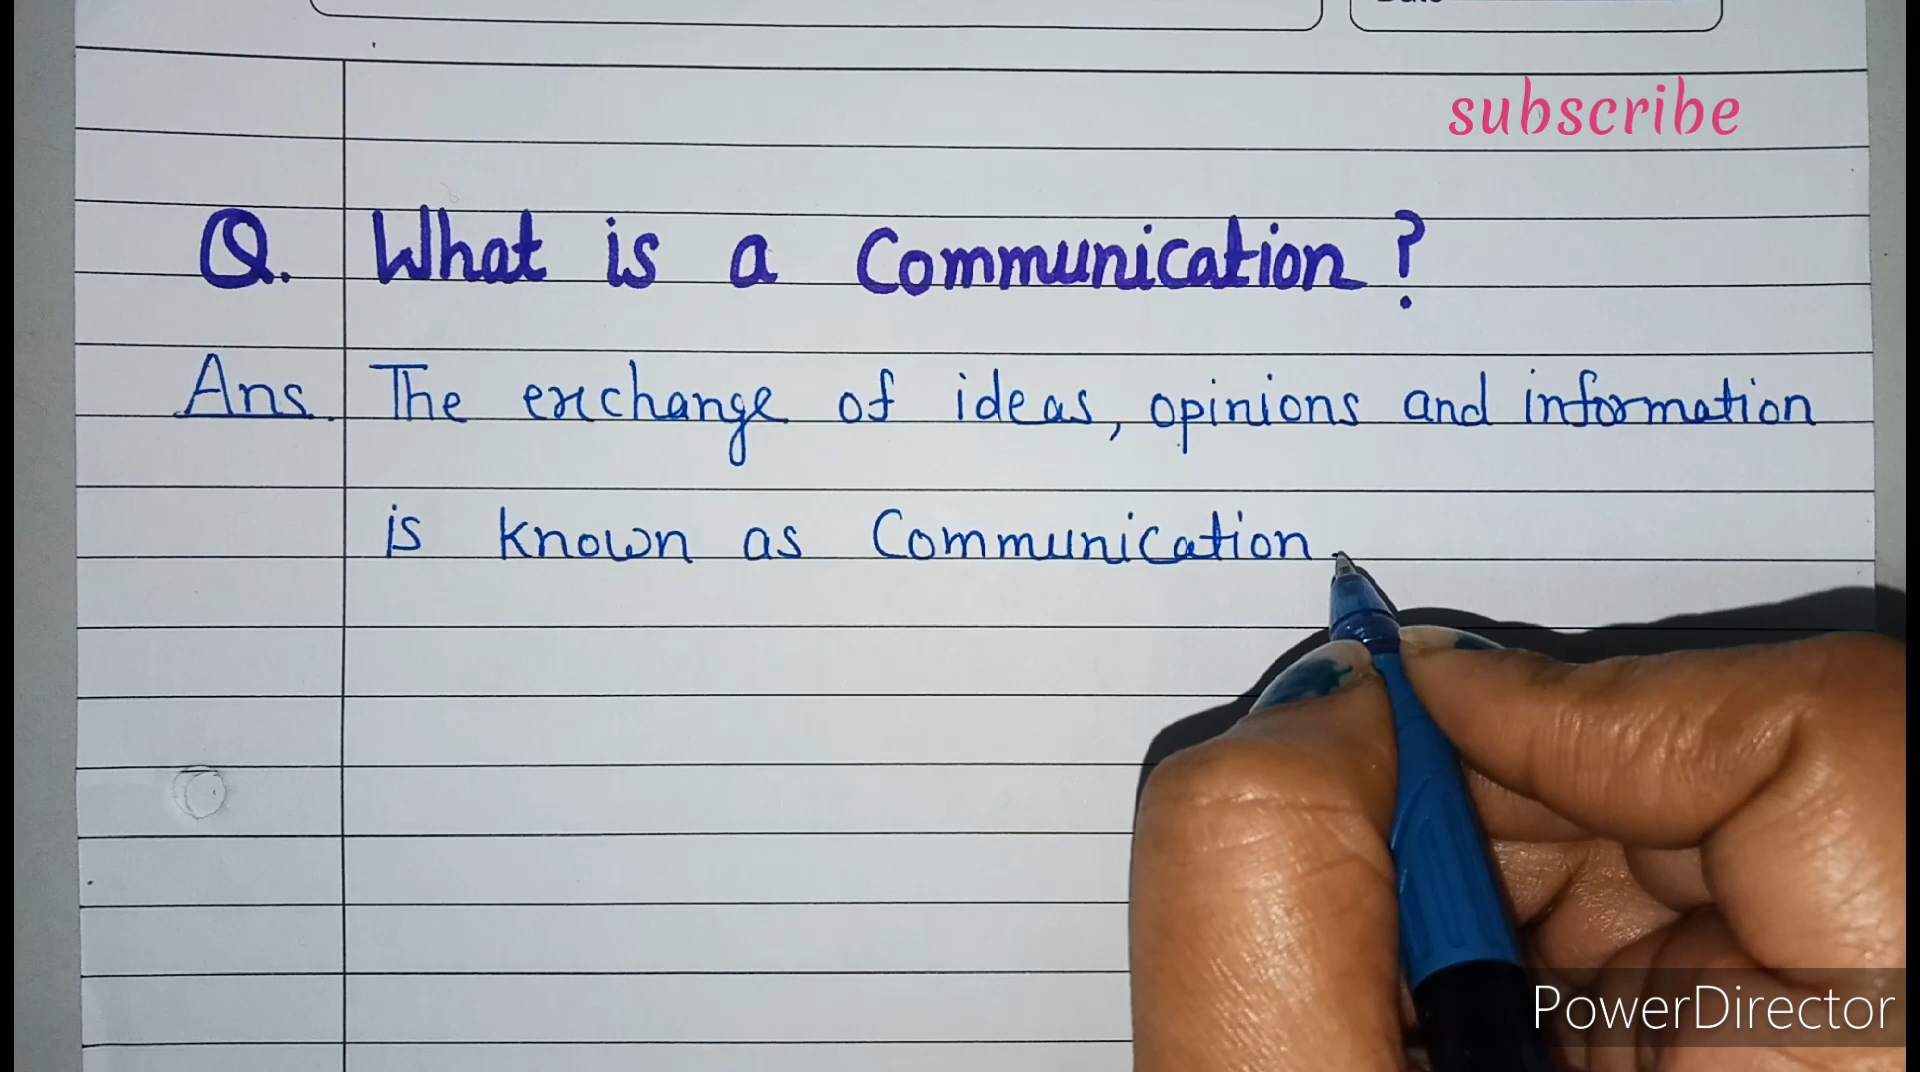 subscribe
Q. What is a Communication?
Ans. The exchange of ideas, opinions and information
is known as Communication.
PowerDirector